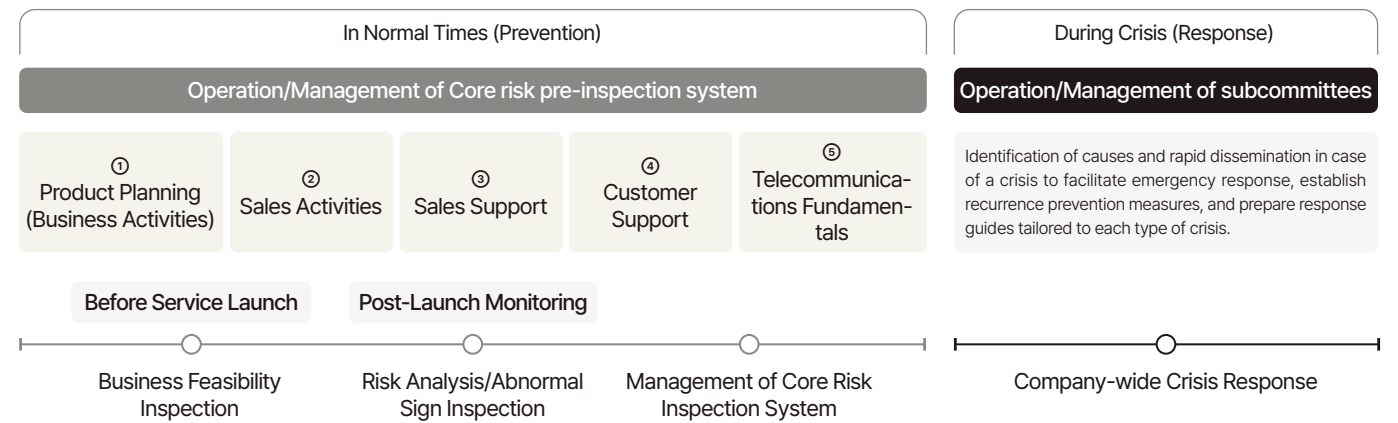 In Normal Times (Prevention)
Operation/Management of Core risk pre-inspection system
①
Product Planning
(Business Activities)
②
Sales Activities
③
Sales Support
④
Customer
Support
⑤
Telecommunica-
tions Fundamen-
tals
Before Service Launch
Post-Launch Monitoring
Business Feasibility
Inspection
Risk Analysis/Abnormal
Sign Inspection
Management of Core Risk
Inspection System
During Crisis (Response)
Operation/Management of subcommittees
Identification of causes and rapid dissemination in case
of a crisis to facilitate emergency response, establish
recurrence prevention measures, and prepare response
guides tailored to each type of crisis.
Company-wide Crisis Response